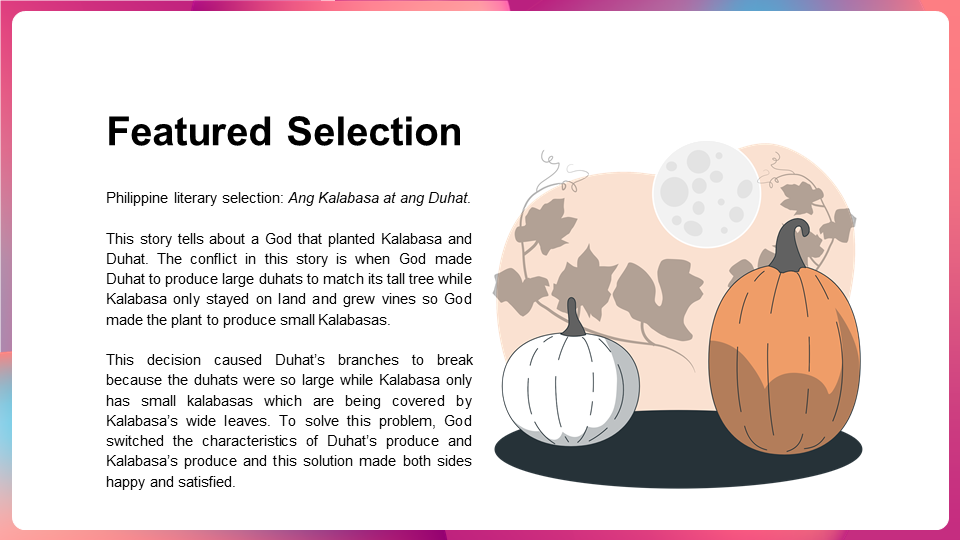 Featured Selection
Philippine literary selection: Ang Kalabasa at ang Duhat.
This story tells about a God that planted Kalabasa and
Duhat. The conflict in this story is when God made
Duhat to produce large duhats to match its tall tree while
Kalabasa only stayed on land and grew vines so God
made the plant to produce small Kalabasas.
This decision caused Duhat’s branches to break
because the duhats were so large while Kalabasa only
has small kalabasas which are being covered by
Kalabasa’s wide leaves. To solve this problem, God
switched the characteristics of Duhat’s produce and
Kalabasa’s produce and this solution made both sides
happy and satisfied.